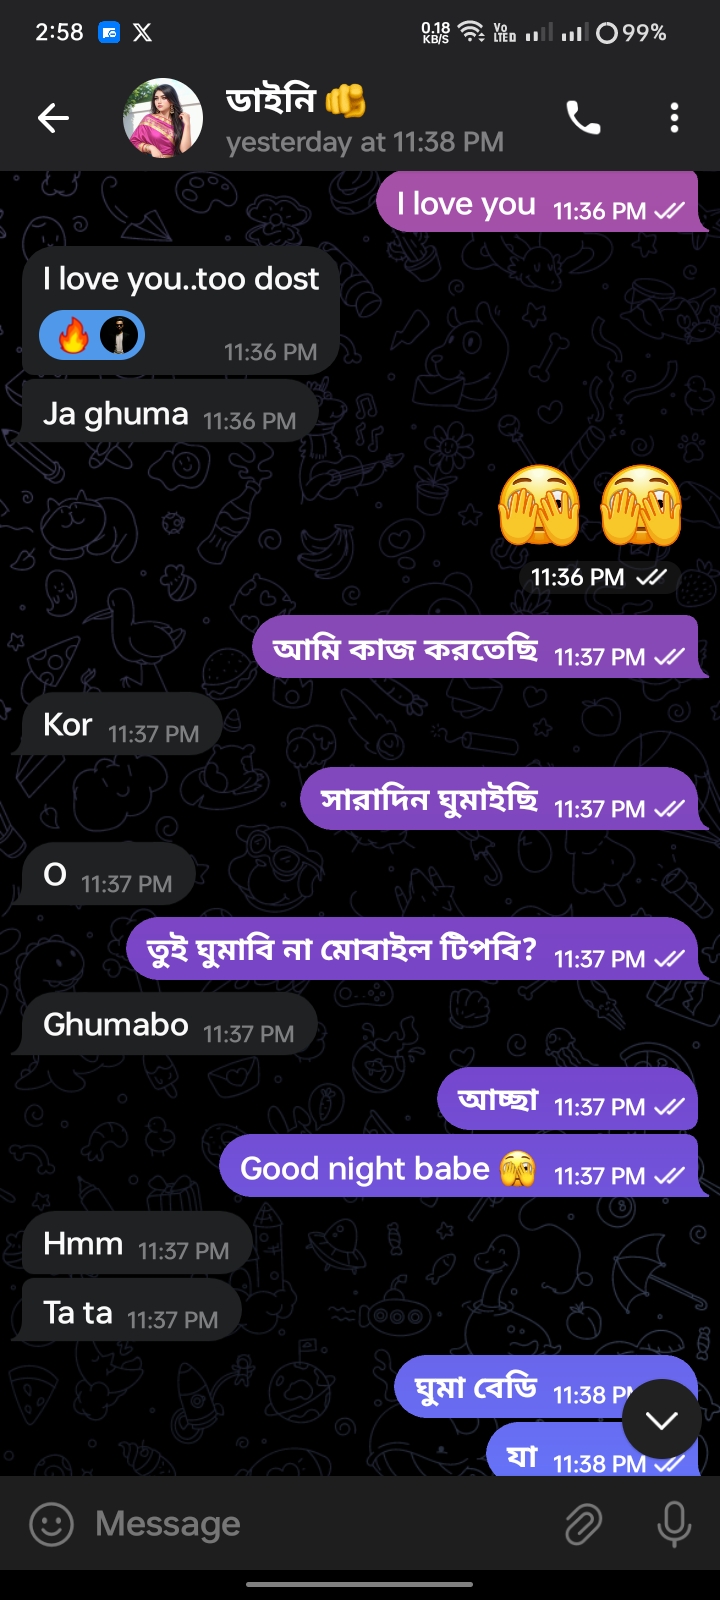 2:58
0.18 KB/S
Vo LTE
99%
ডাইনি 🫵
yesterday at 11:38 PM
I love you 11:36 PM
I love you..too dost
🔥 11:36 PM
Ja ghuma 11:36 PM
🫣 🫣
11:36 PM
আমি কাজ করতেছি 11:37 PM
Kor 11:37 PM
সারাদিন ঘুমাইছি 11:37 PM
O 11:37 PM
তুই ঘুমাবি না মোবাইল টিপবি? 11:37 PM
Ghumabo 11:37 PM
আচ্ছা 11:37 PM
Good night babe 🫣 11:37 PM
Hmm 11:37 PM
Ta ta 11:37 PM
ঘুমা বেডি 11:38 PM
যা 11:38 PM
Message